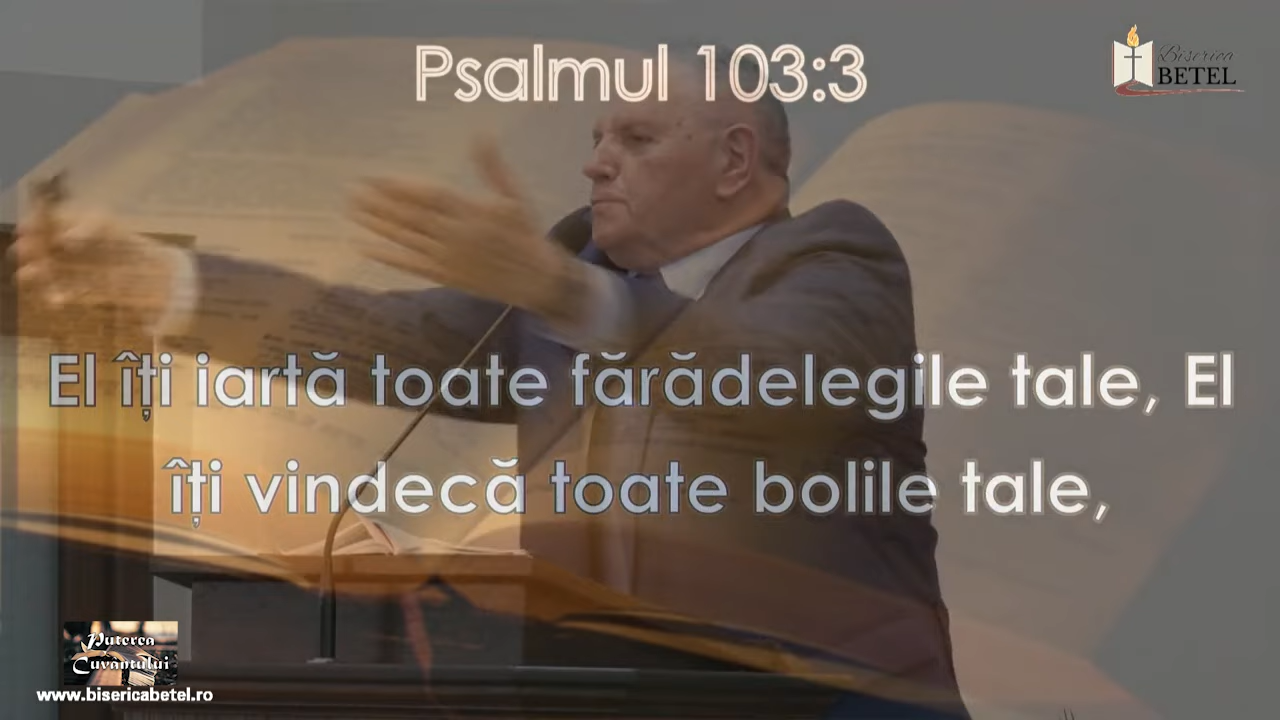 Psalmul 103:3
Biserica
BETEL
El îți iartă toate fărădelegile tale, El
îți vindecă toate bolile tale,
Puterea
Cuvântului
www.bisericabetel.ro